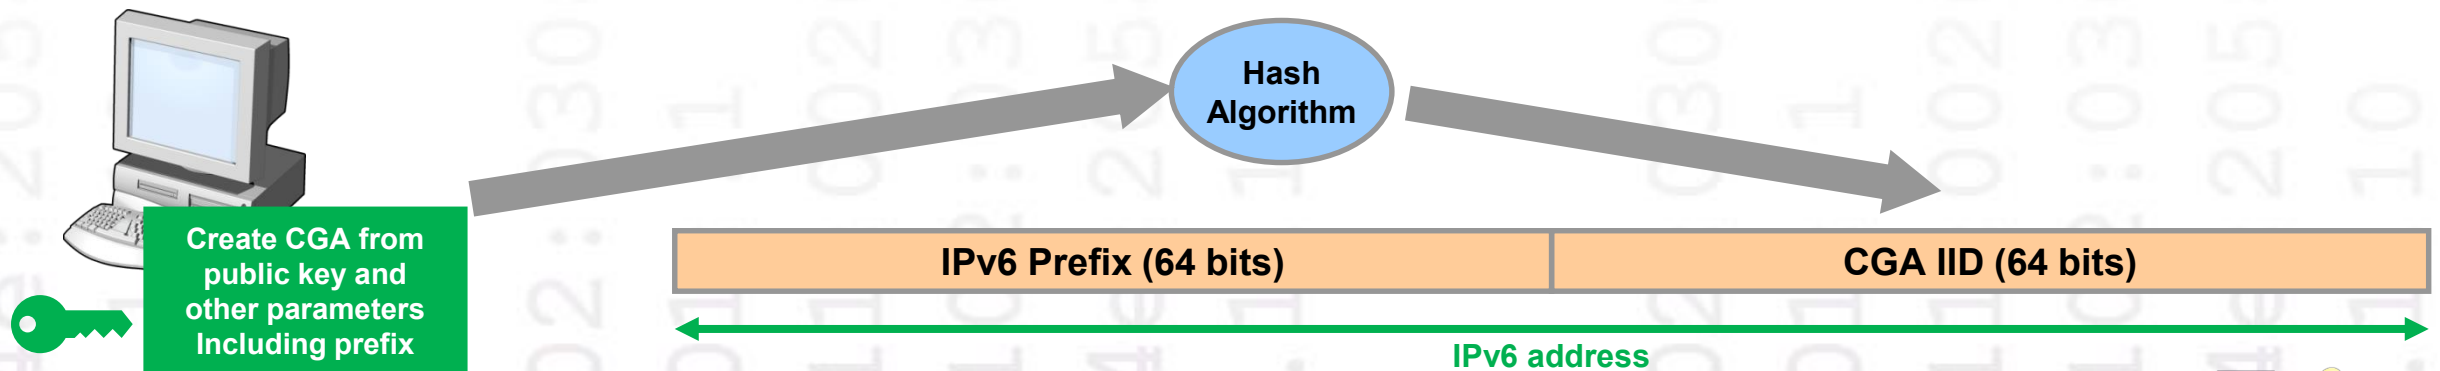 Hash
Algorithm
Create CGA from
public key and
other parameters
Including prefix
IPv6 Prefix (64 bits)
CGA IID (64 bits)
IPv6 address